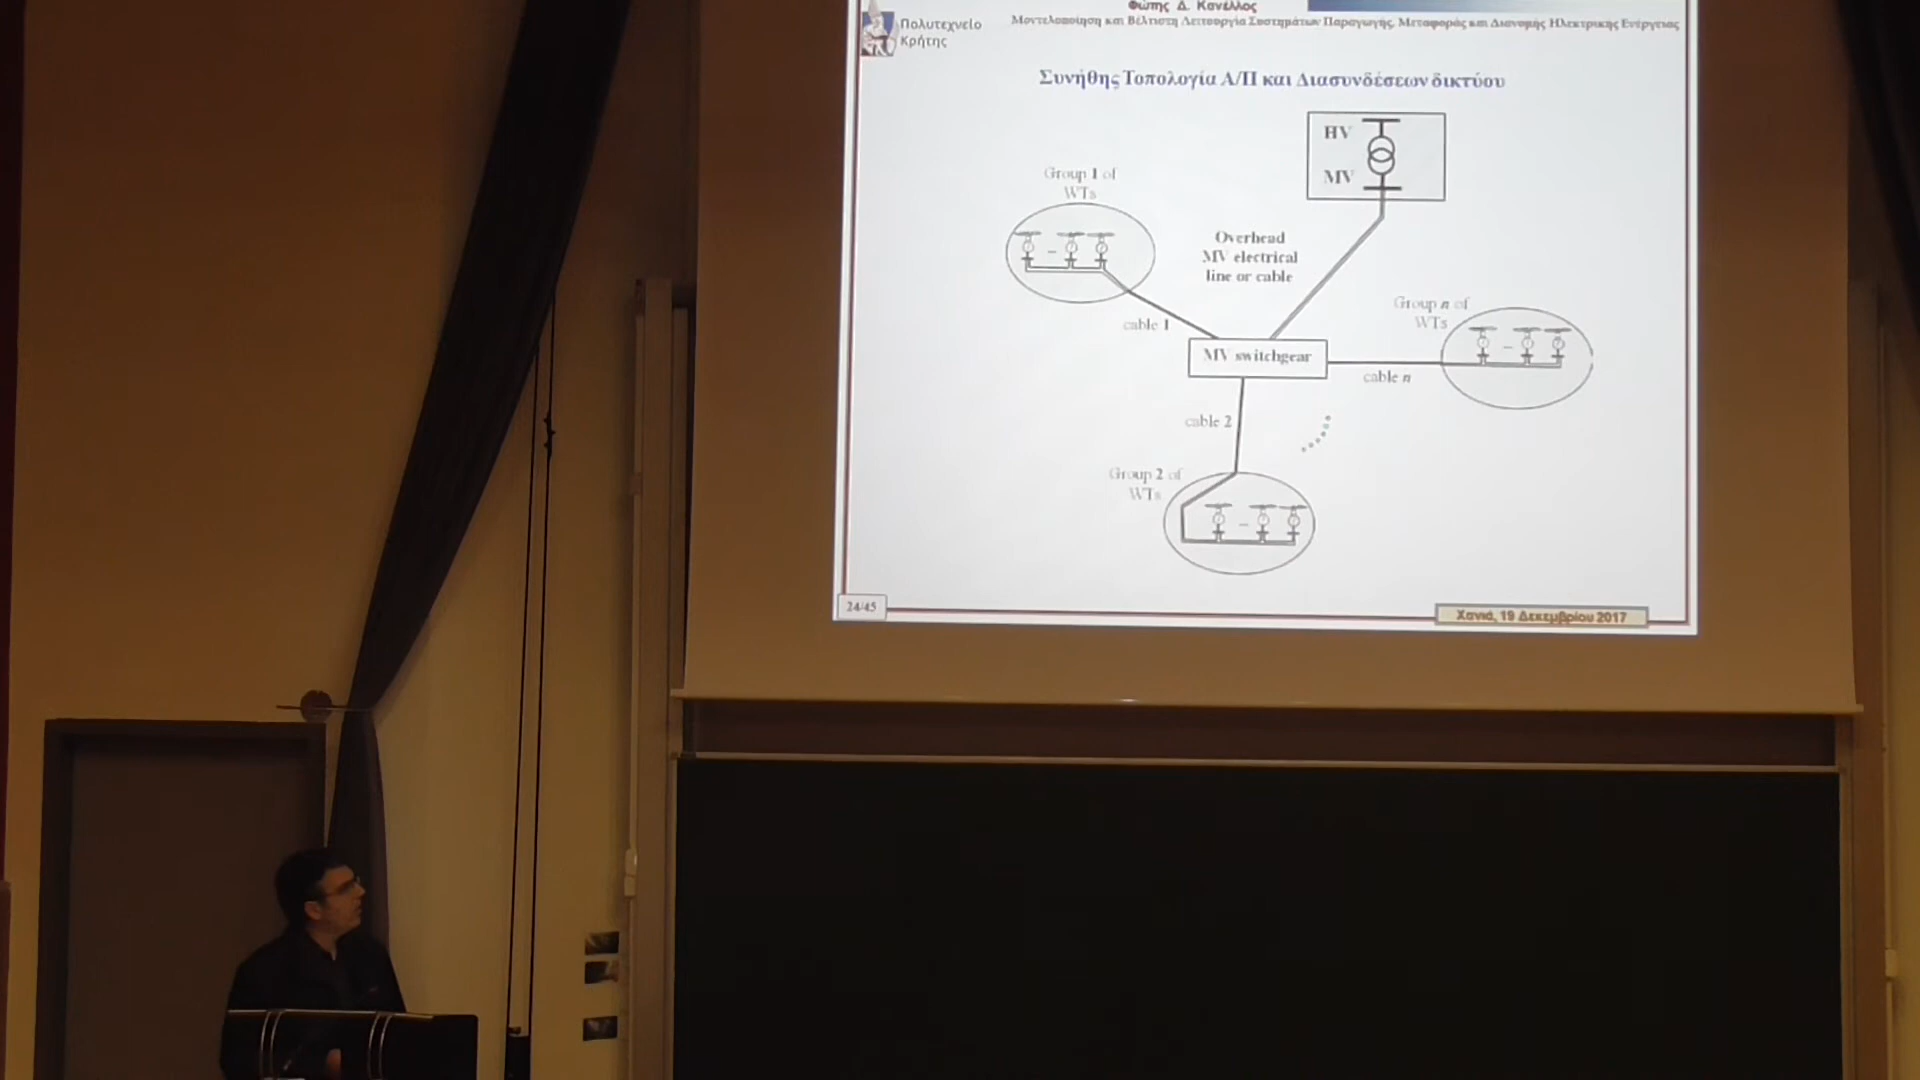 Φώτης Δ. Κανέλλος
Μοντελοποίηση και Βέλτιστη Λειτουργία Συστημάτων Παραγωγής, Μεταφοράς και Διανομής Ηλεκτρικής Ενέργειας
Πολυτεχνείο
Κρήτης
Συνήθης Τοπολογία Α/Π και Διασυνδέσεων δικτύου
HV
MV
Group 1 of
WTs
Overhead
MV electrical
line or cable
Group n of
WTs
cable 1
MV switchgear
cable n
cable 2
Group 2 of
WTs
24/45
Χανιά, 19 Δεκεμβρίου 2017